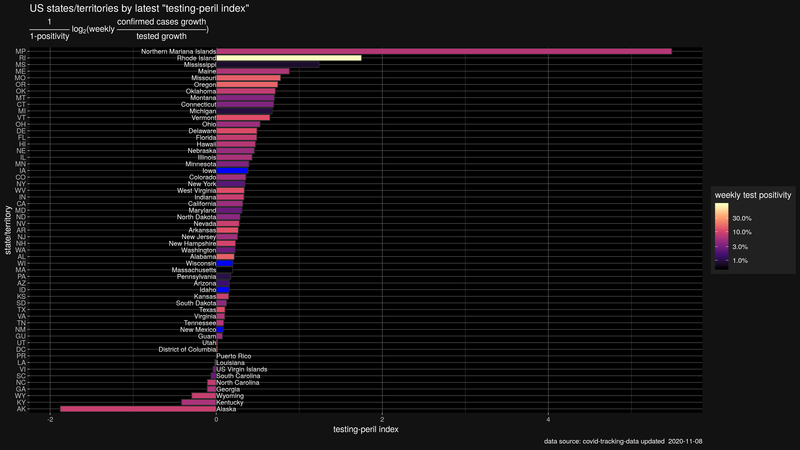 US states/territories by latest "testing-peril index"
1 confirmed cases growth
log2(weekly )
1-positivity tested growth
MP Northern Mariana Islands
RI Rhode Island
MS Mississippi
ME Maine
MO Missouri
OR Oregon
OK Oklahoma
MT Montana
CT Connecticut
MI Michigan
VT Vermont
OH Ohio
DE Delaware
FL Florida
HI Hawaii
NE Nebraska
IL Illinois
MN Minnesota
IA Iowa
CO Colorado
NY New York
WV West Virginia
IN Indiana
CA California
MD Maryland
ND North Dakota
NV Nevada
AR Arkansas
NJ New Jersey
NH New Hampshire
WA Washington
AL Alabama
WI Wisconsin
MA Massachusetts
PA Pennsylvania
AZ Arizona
ID Idaho
KS Kansas
SD South Dakota
TX Texas
VA Virginia
TN Tennessee
NM New Mexico
GU Guam
UT Utah
DC District of Columbia
PR Puerto Rico
LA Louisiana
VI US Virgin Islands
SC South Carolina
NC North Carolina
GA Georgia
WY Wyoming
KY Kentucky
AK Alaska
state/territory
-2 0 2 4
testing-peril index
weekly test positivity
30.0%
10.0%
3.0%
1.0%
data source: covid-tracking-data updated 2020-11-08